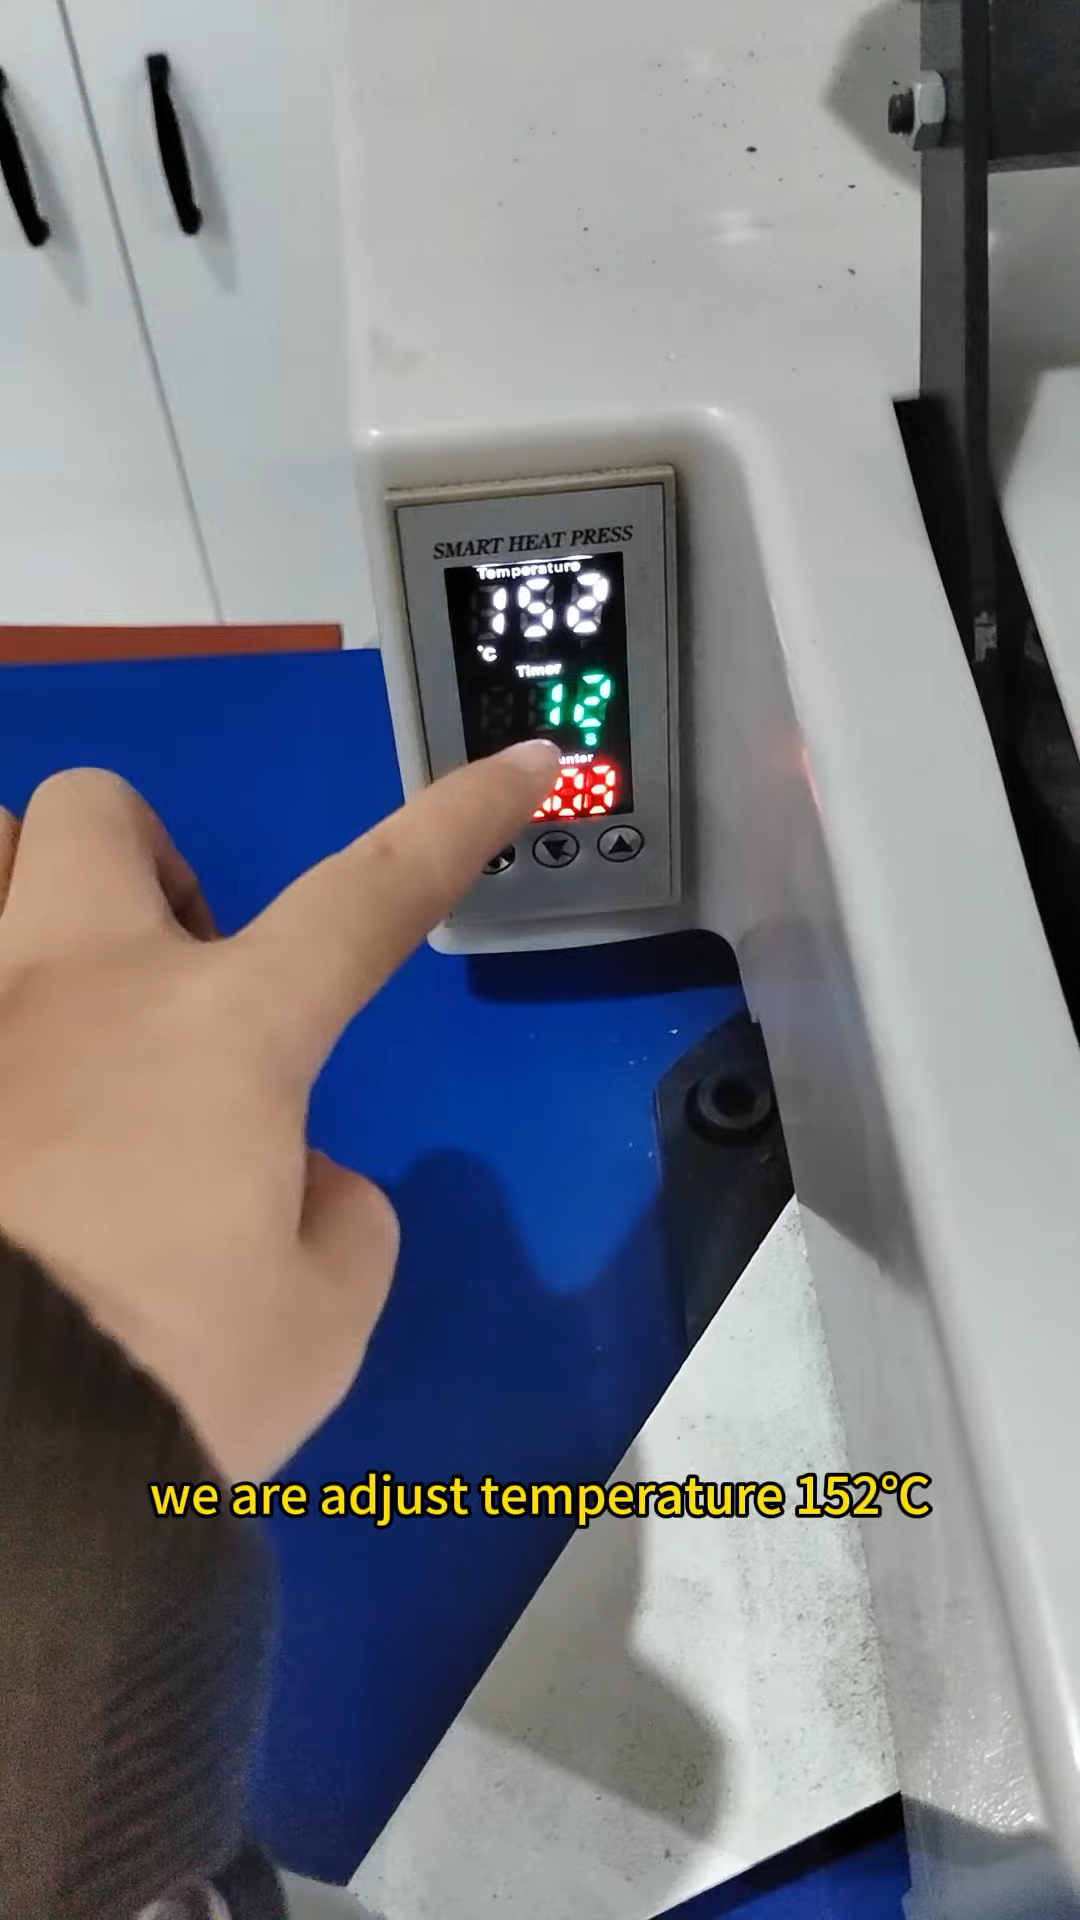 SMART HEAT PRESS
Temperature
152
°C
Timer
12
S
we are adjust temperature 152°C